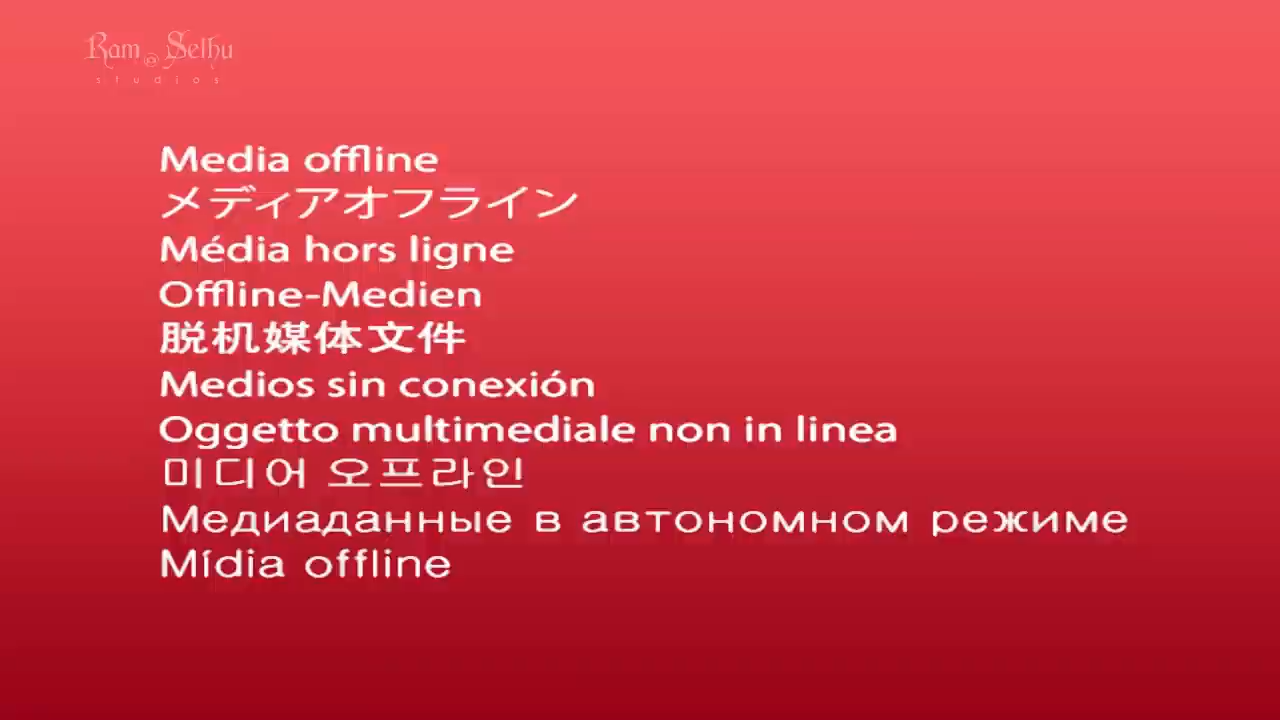 Ram@Selhu
studios
Media offline
メディアオフライン
Média hors ligne
Offline-Medien
脱机媒体文件
Medios sin conexión
Oggetto multimediale non in linea
미디어 오프라인
Медиаданные в автономном режиме
Mídia offline